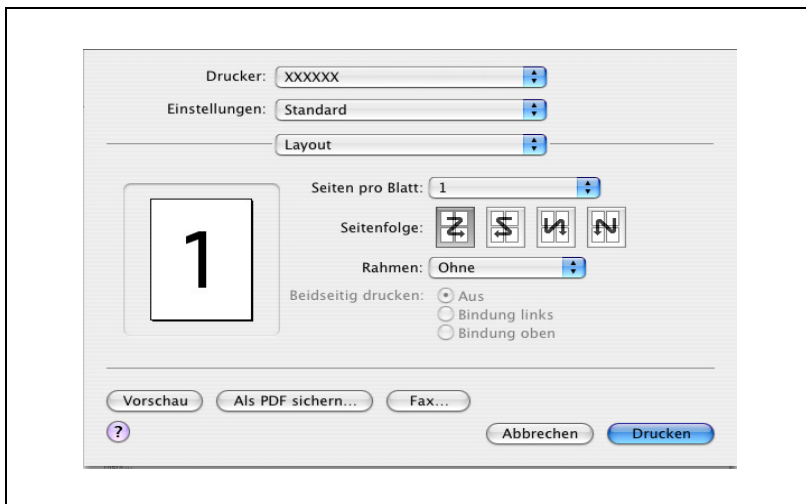 Drucker: XXXXXX
Einstellungen: Standard
Layout
Seiten pro Blatt: 1
Seitenfolge:
1
Rahmen: Ohne
Beidseitig drucken: Aus
Bindung links
Bindung oben
Vorschau Als PDF sichern... Fax...
? Abbrechen Drucken